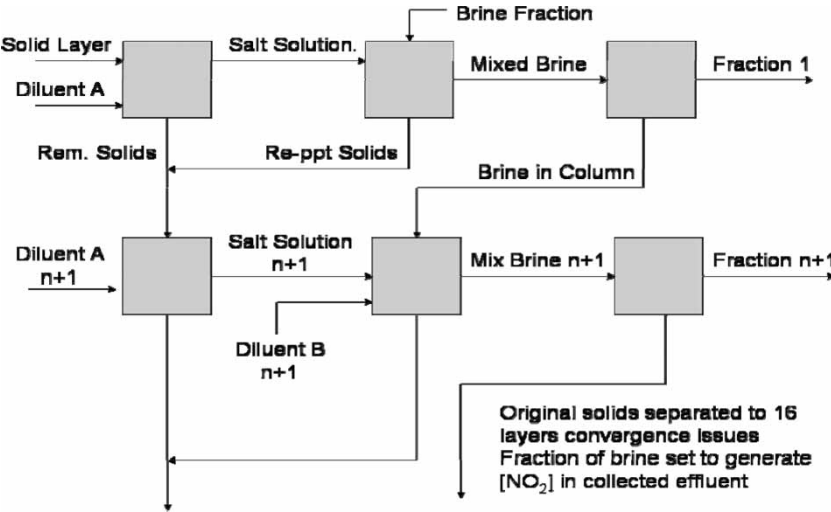 Brine Fraction
Solid Layer
Salt Solution.
Mixed Brine
Fraction 1
Diluent A
Rem. Solids
Re-ppt Solids
Brine in Column
Diluent A
n+1
Salt Solution
n+1
Mix Brine n+1
Fraction n+1
Diluent B
n+1
Original solids separated to 16
layers convergence issues
Fraction of brine set to generate
[NO₂] in collected effluent